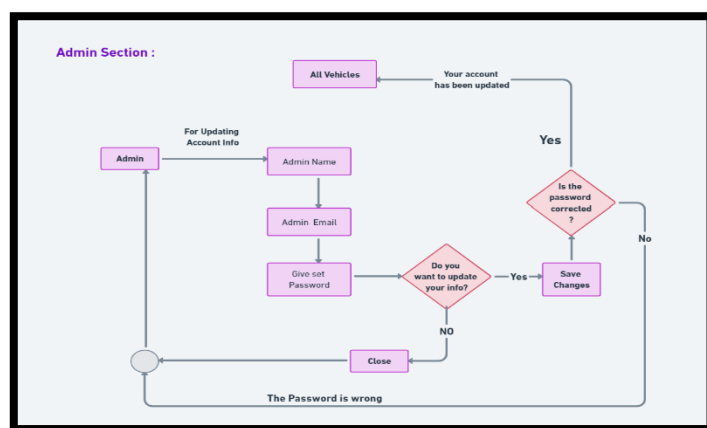 Admin Section :
All Vehicles
Your account
has been updated
For Updating
Account Info
Yes
Admin
Admin Name
Is the
password
corrected
?
Admin Email
No
Give set
Password
Do you
want to update
your info?
Yes
Save
Changes
NO
Close
The Password is wrong